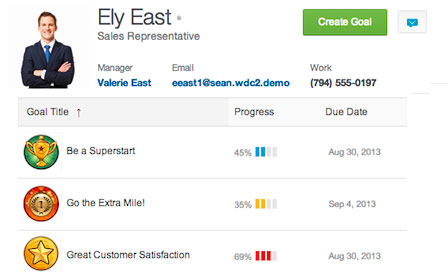 Ely East
Sales Representative
Create Goal
Manager Email Work
Valerie East eeast1@sean.wdc2.demo (794) 555-0197
Goal Title ↑ Progress Due Date
Be a Superstart 45% Aug 30, 2013
Go the Extra Mile! 35% Sep 4, 2013
1
Great Customer Satisfaction 69% Aug 30, 2013